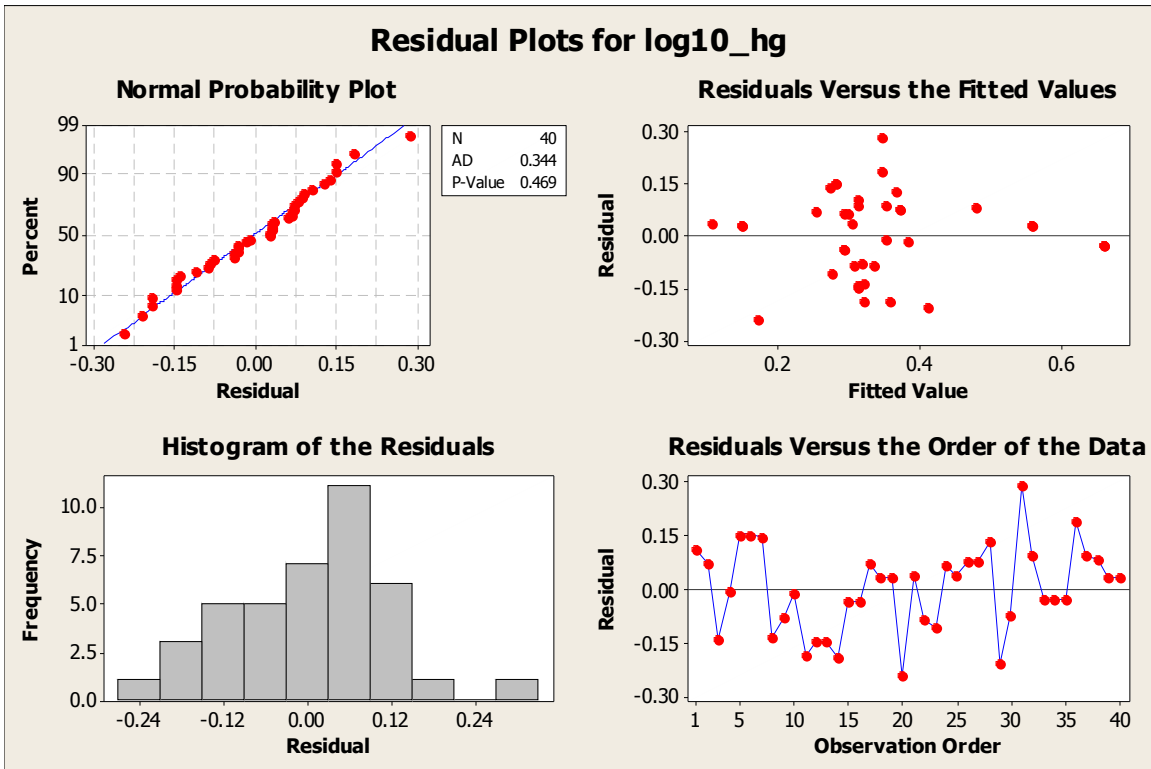 Residual Plots for log10_hg
Normal Probability Plot
99
90
50
10
1
Percent
-0.30 -0.15 0.00 0.15 0.30
Residual
N 40
AD 0.344
P-Value 0.469
Residuals Versus the Fitted Values
0.30
0.15
0.00
-0.15
-0.30
Residual
0.2 0.4 0.6
Fitted Value
Histogram of the Residuals
10.0
7.5
5.0
2.5
0.0
Frequency
-0.24 -0.12 0.00 0.12 0.24
Residual
Residuals Versus the Order of the Data
0.30
0.15
0.00
-0.15
-0.30
Residual
1 5 10 15 20 25 30 35 40
Observation Order